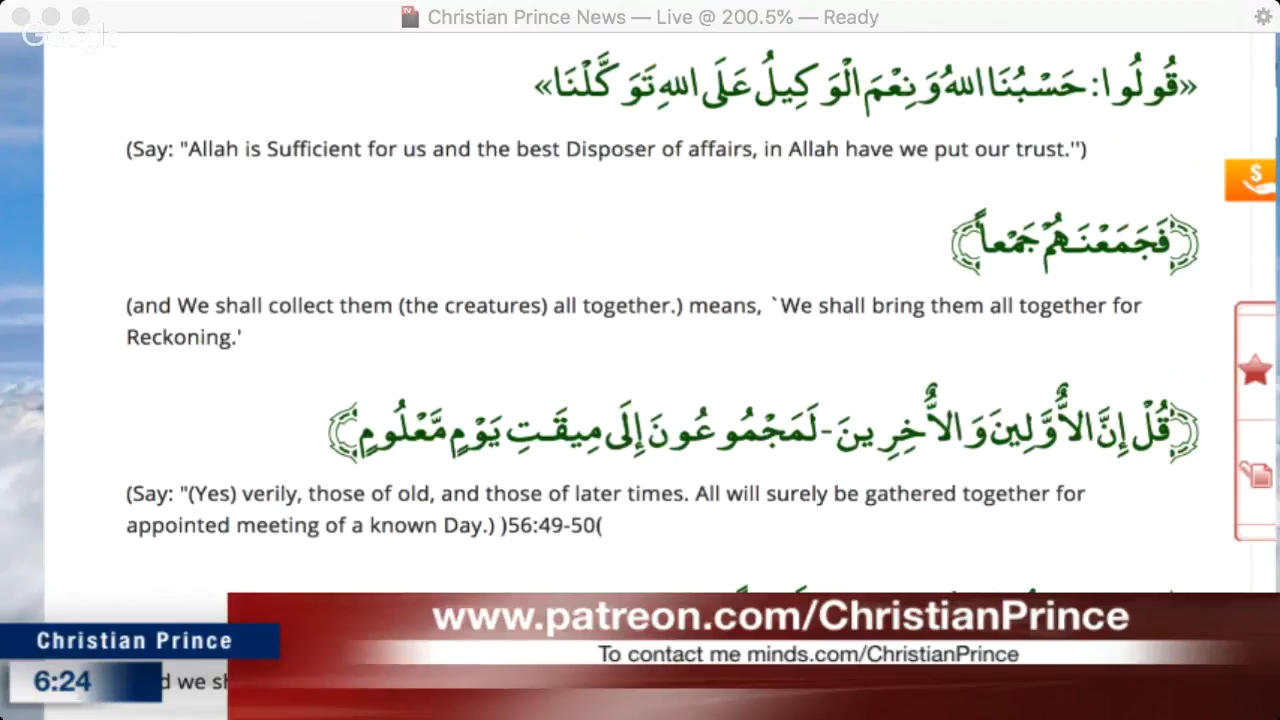 Christian Prince News — Live @ 200.5% — Ready
Google
«قُولُوا: حَسْبُنَا اللهُ وَنِعْمَ الْوَكِيلُ عَلَى اللهِ تَوَكَّلْنَا»
(Say: "Allah is Sufficient for us and the best Disposer of affairs, in Allah have we put our trust.'')
﴿فَجَمَعْنَـهُمْ جَمْعاً﴾
(and We shall collect them (the creatures) all together.) means, `We shall bring them all together for
Reckoning.'
﴿قُلْ إِنَّ الاٌّوَّلِينَ وَالاٌّخِرِينَ - لَمَجْمُوعُونَ إِلَى مِيقَـتِ يَوْمٍ مَّعْلُومٍ﴾
(Say: "(Yes) verily, those of old, and those of later times. All will surely be gathered together for
appointed meeting of a known Day.) )56:49-50(
www.patreon.com/ChristianPrince
Christian Prince
To contact me minds.com/ChristianPrince
6:24
d we sh